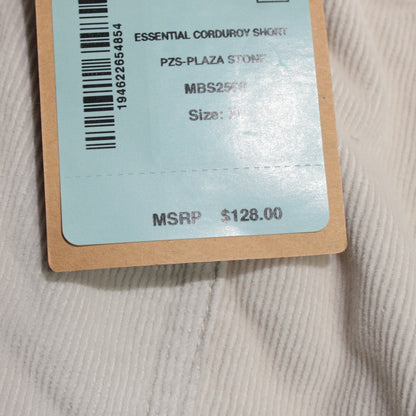 194622654854
ESSENTIAL CORDUROY SHORT
PZS-PLAZA STONE
Size:
MSRP $128.00